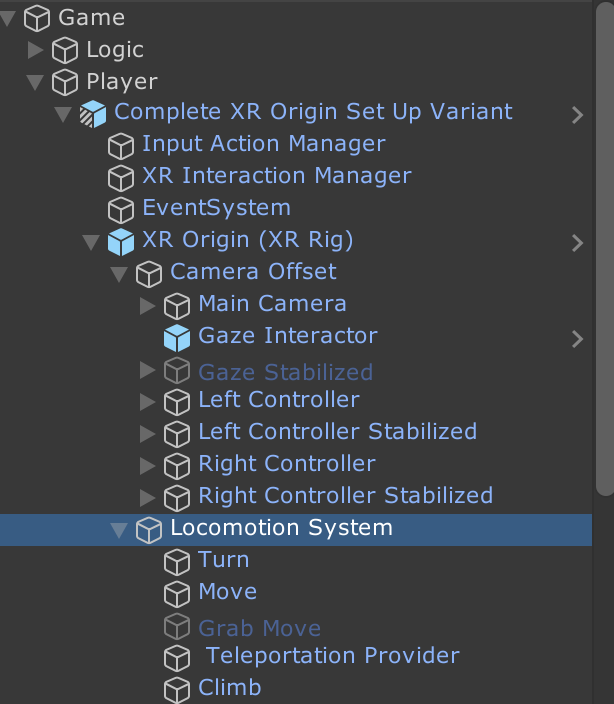 Game
Logic
Player
Complete XR Origin Set Up Variant
Input Action Manager
XR Interaction Manager
EventSystem
XR Origin (XR Rig)
Camera Offset
Main Camera
Gaze Interactor
Gaze Stabilized
Left Controller
Left Controller Stabilized
Right Controller
Right Controller Stabilized
Locomotion System
Turn
Move
Grab Move
Teleportation Provider
Climb